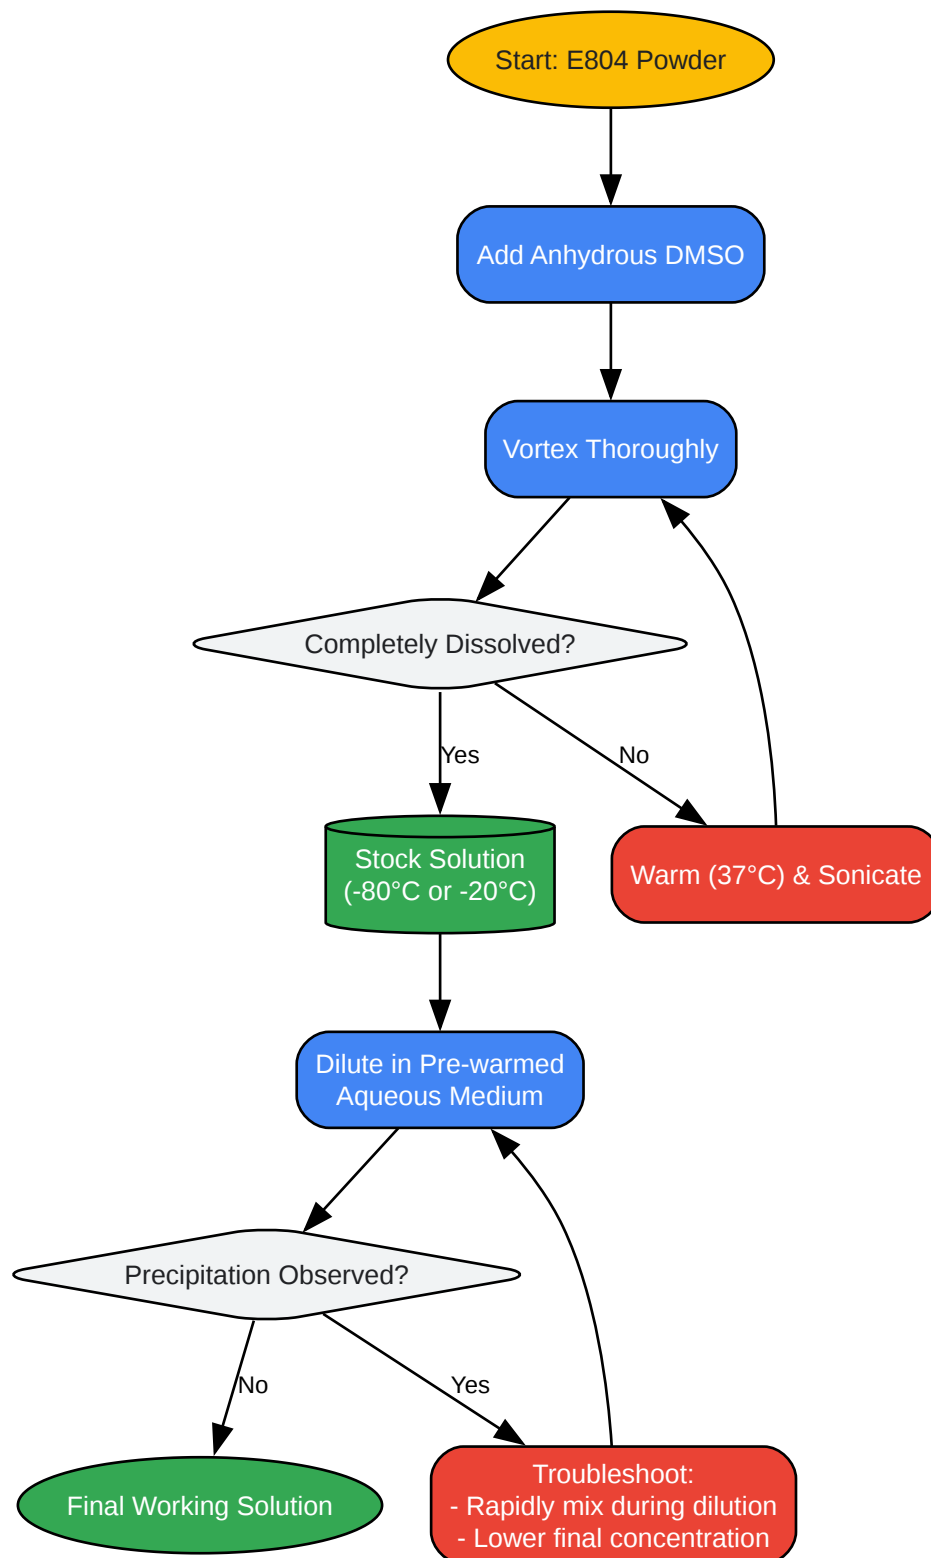 Start: E804 Powder
Add Anhydrous DMSO
Vortex Thoroughly
Completely Dissolved?
Yes
No
Stock Solution
(-80°C or -20°C)
Warm (37°C) & Sonicate
Dilute in Pre-warmed
Aqueous Medium
Precipitation Observed?
No
Yes
Final Working Solution
Troubleshoot:
- Rapidly mix during dilution
- Lower final concentration